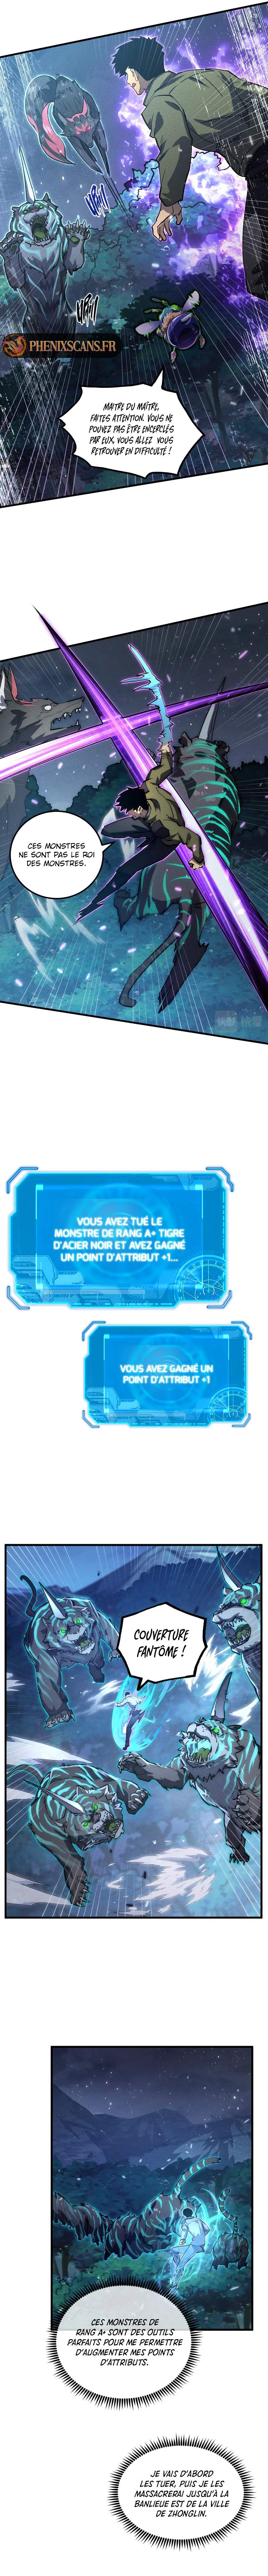 PHENIXSCANS.FR
MAITRE DU MAÎTRE,
FAITES ATTENTION. VOUS NE
POUVEZ PAS ÊTRE ENCERCLÉS
PAR EUX, VOUS ALLEZ VOUS
RETROUVER EN DIFFICULTÉ !
CES MONSTRES
NE SONT PAS LE ROI
DES MONSTRES.
VOUS AVEZ TUÉ LE
MONSTRE DE RANG A+ TIGRE
D'ACIER NOIR ET AVEZ GAGNÉ
UN POINT D'ATTRIBUT +1...
VOUS AVEZ GAGNÉ UN
POINT D'ATTRIBUT +1
COUVERTURE
FANTÔME !
CES MONSTRES DE
RANG A+ SONT DES OUTILS
PARFAITS POUR ME PERMETTRE
D'AUGMENTER MES POINTS
D'ATTRIBUTS.
JE VAIS D'ABORD
LES TUER, PUIS JE LES
MASSACRERAI JUSQU'À LA
BANLIEUE EST DE LA VILLE
DE ZHONGLIN.